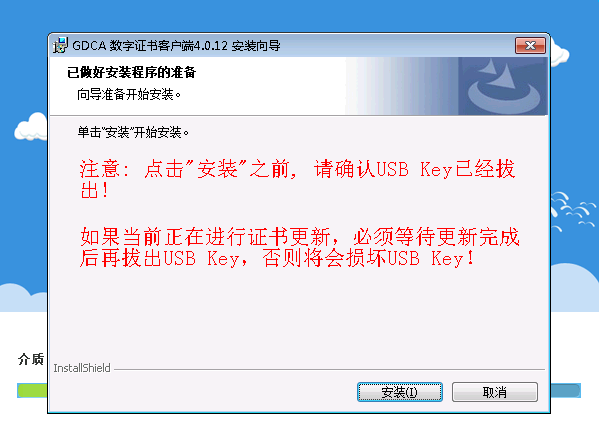 GDCA 数字证书客户端4.0.12 安装向导
已做好安装程序的准备
向导准备开始安装。
单击"安装"开始安装。
注意: 点击"安装"之前, 请确认USB Key已经拔
出!
如果当前正在进行证书更新，必须等待更新完成
后再拔出USB Key，否则将会损坏USB Key!
介质
InstallShield
安装(I)
取消